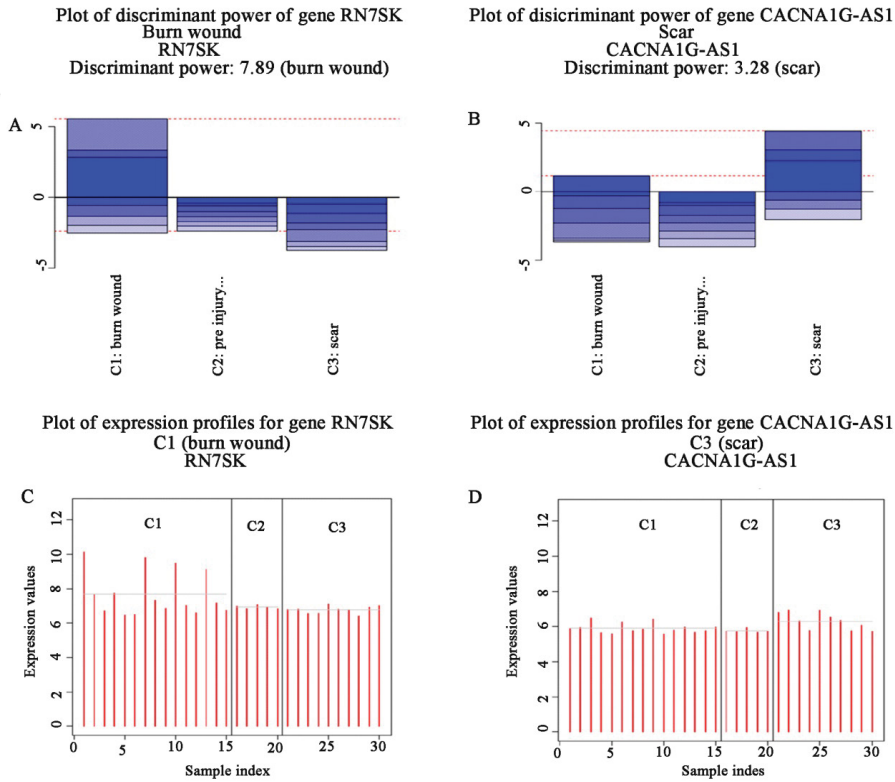 Plot of discriminant power of gene RN7SK
Burn wound
RN7SK
Discriminant power: 7.89 (burn wound)
A
5
0
-5
C1: burn wound
C2: pre injury...
C3: scar
Plot of disicriminant power of gene CACNA1G-AS1
Scar
CACNA1G-AS1
Discriminant power: 3.28 (scar)
B
5
0
-5
C1: burn wound
C2: pre injury...
C3: scar
Plot of expression profiles for gene RN7SK
C1 (burn wound)
RN7SK
C
C1
C2
C3
Expression values
12
10
8
6
4
2
0
0 5 10 15 20 25 30
Sample index
Plot of expression profiles for gene CACNA1G-AS1
C3 (scar)
CACNA1G-AS1
D
C1
C2
C3
Expression values
12
10
8
6
4
2
0
0 5 10 15 20 25 30
Sample index